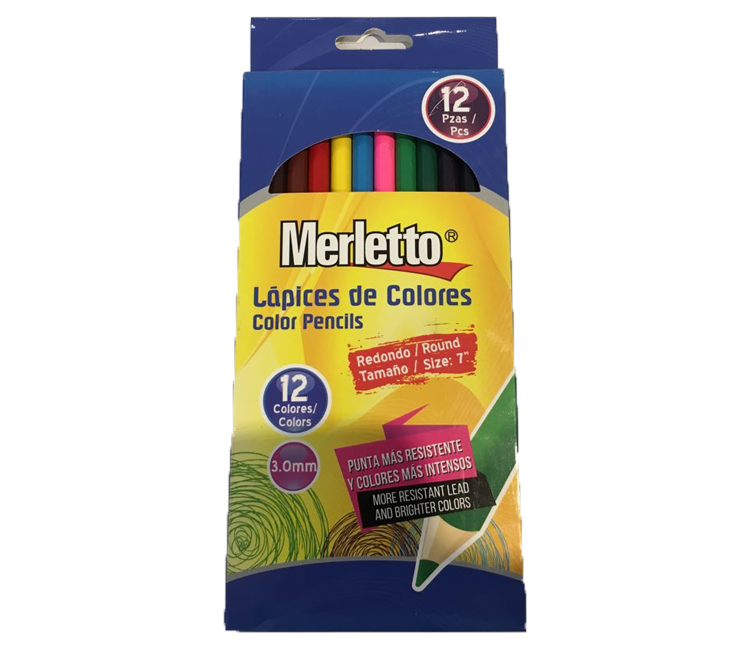 12
Pzas /
Pcs
Merletto®
Lápices de Colores
Color Pencils
Redondo / Round
Tamaño / Size: 7"
12
Colores/
Colors
3.0mm
PUNTA MÁS RESISTENTE
Y COLORES MÁS INTENSOS
MORE RESISTANT LEAD
AND BRIGHTER COLORS